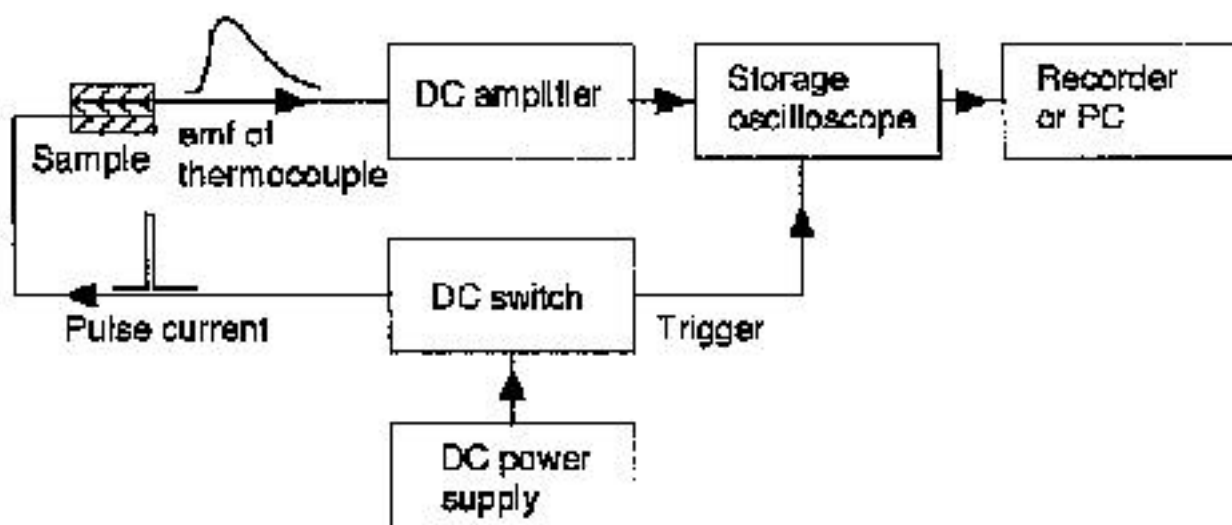 DC amplifier
Storage
oscilloscope
Recorder
or PC
Sample
emf of
thermocouple
DC switch
Pulse current
Trigger
DC power
supply